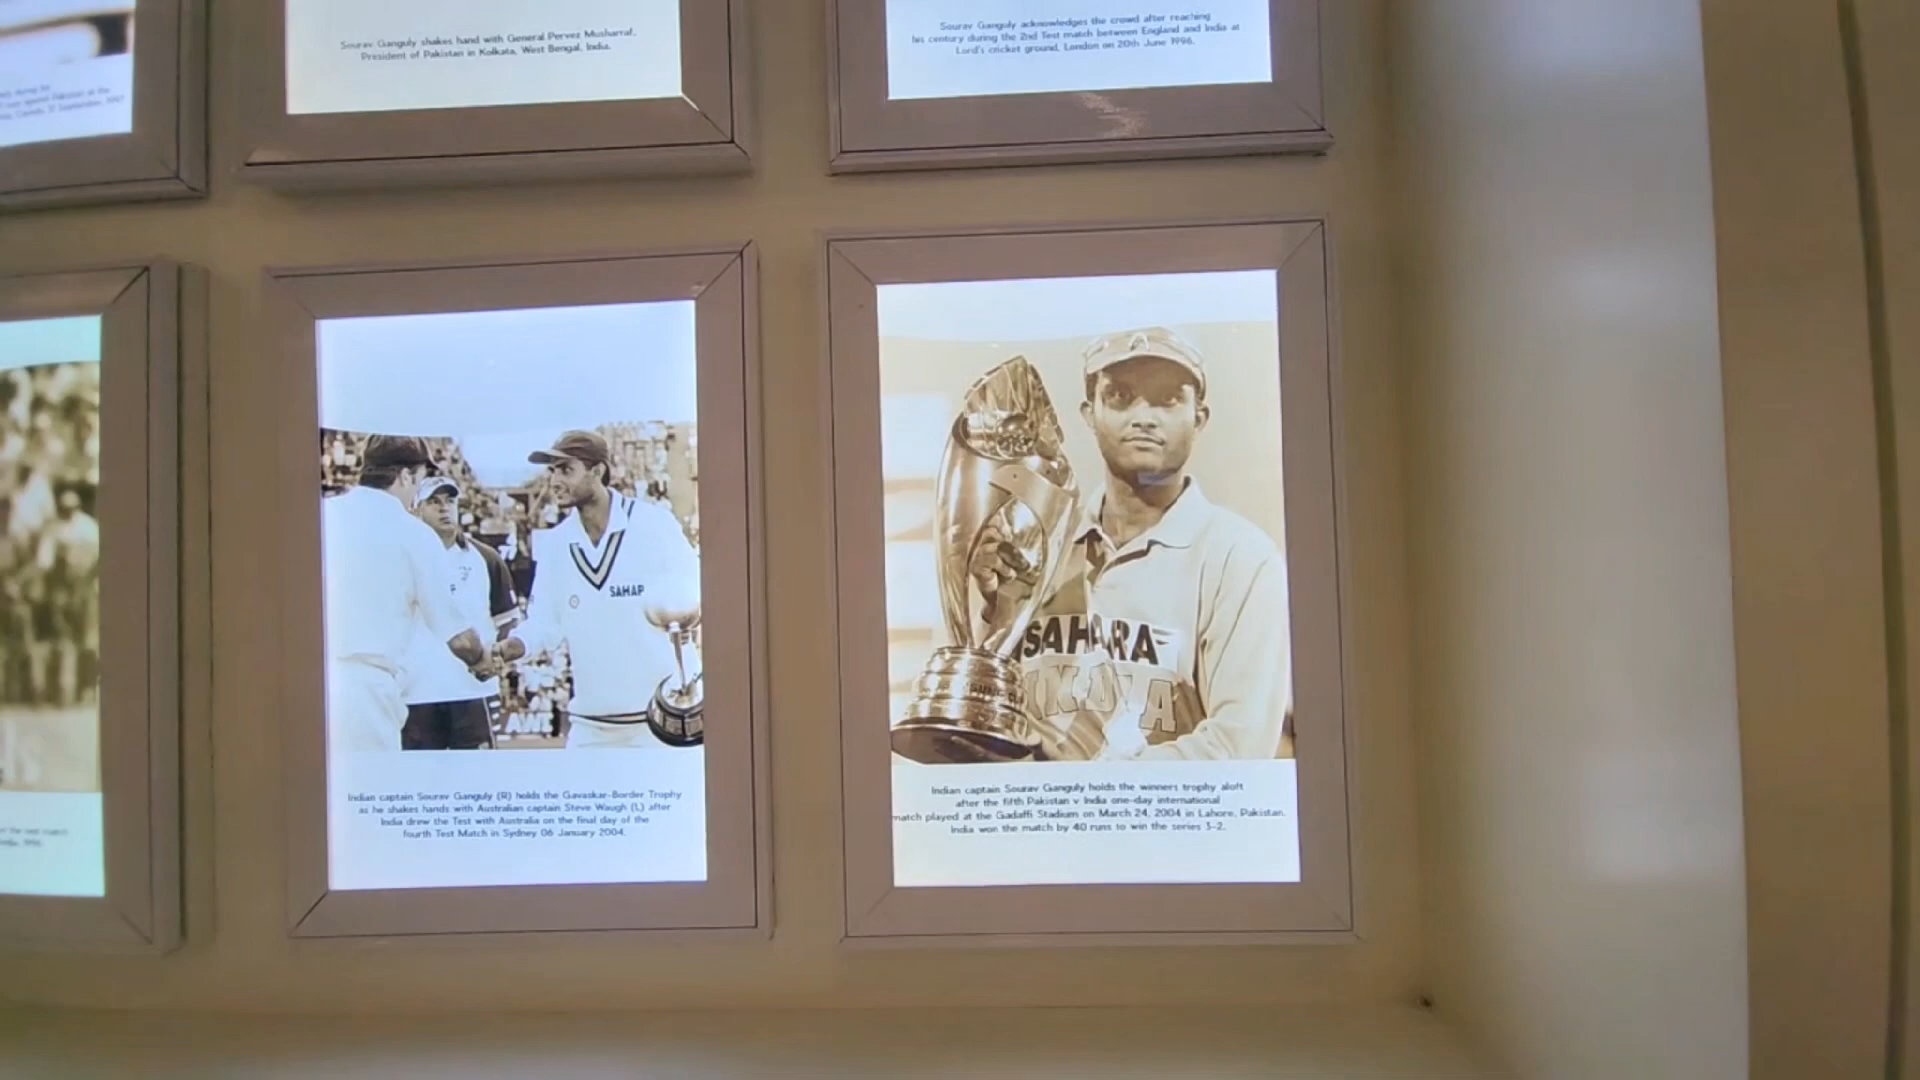 Sourav Ganguly shakes hand with General Pervez Musharraf,
President of Pakistan in Kolkata, West Bengal, India.
Sourav Ganguly acknowledges the crowd after reaching
his century during the 2nd Test match between England and India at
Lord's cricket ground, London on 20th June 1996.
SAHAR
Indian captain Sourav Ganguly (R) holds the Gavaskar-Border Trophy
as he shakes hands with Australian captain Steve Waugh (L) after
India drew the Test with Australia on the final day of the
fourth Test Match in Sydney 06 January 2004.
SAHARA
INDIA
Indian captain Sourav Ganguly holds the winners trophy aloft
after the fifth Pakistan v India one-day international
match played at the Gadaffi Stadium on March 24, 2004 in Lahore, Pakistan.
India won the match by 40 runs to win the series 3-2.